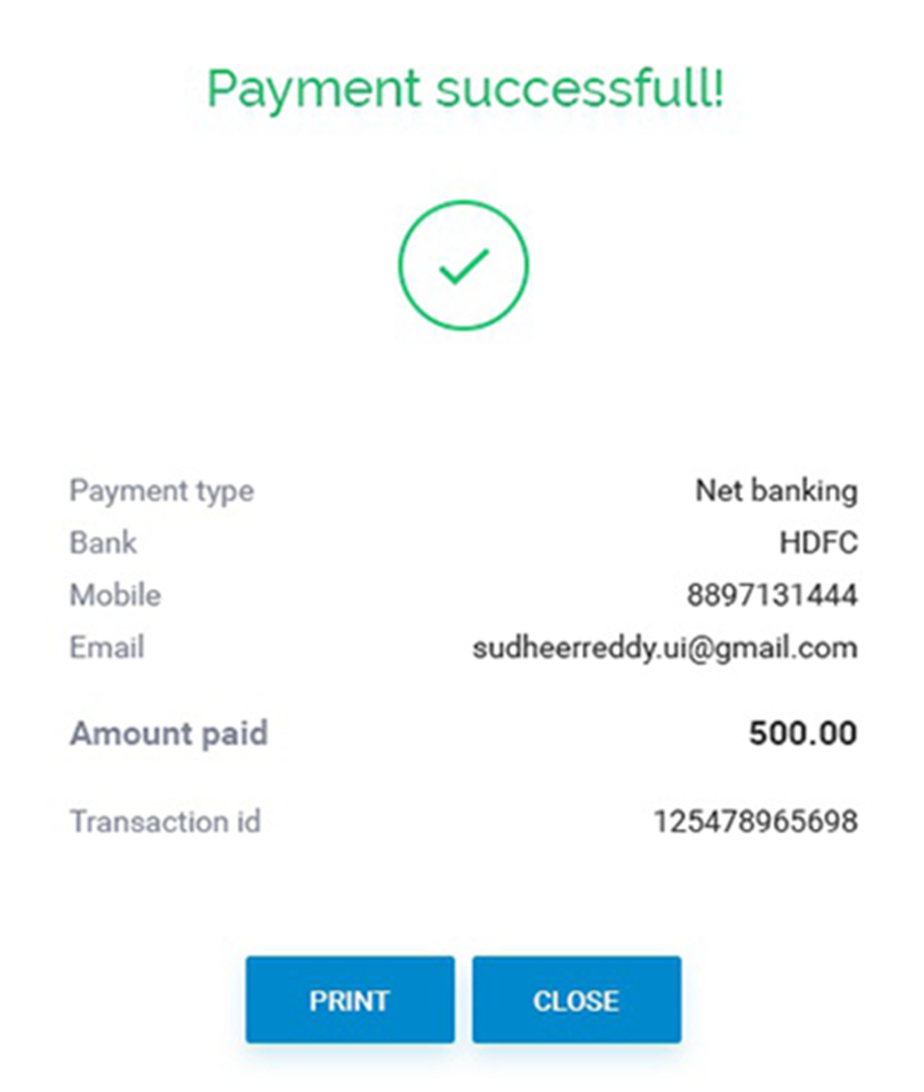 Payment successfull!
Payment type Net banking
Bank HDFC
Mobile 8897131444
Email sudheerreddy.ui@gmail.com
Amount paid 500.00
Transaction id 125478965698
PRINT CLOSE